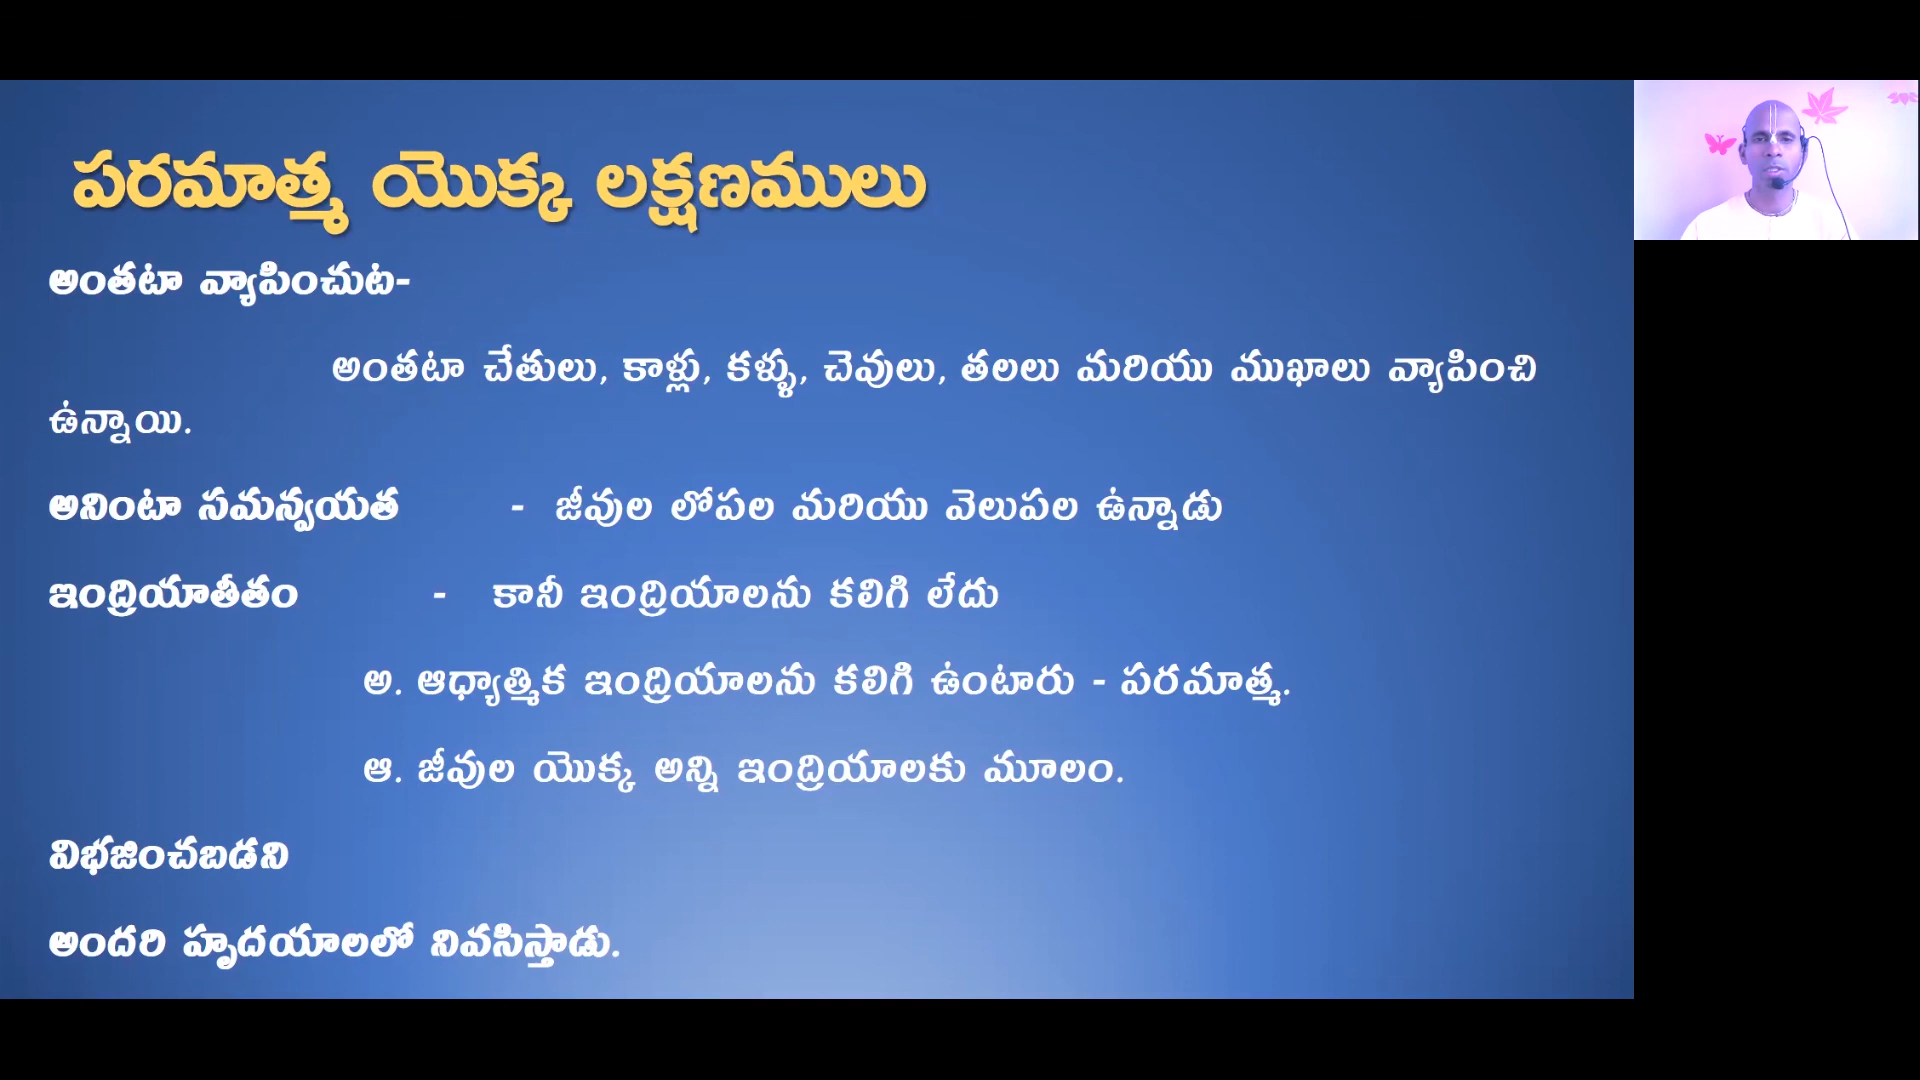 పరమాత్మ యొక్క లక్షణములు
అంతటా వ్యాపించుట-
అంతటా చేతులు, కాళ్లు, కళ్ళు, చెవులు, తలలు మరియు ముఖాలు వ్యాపించి
ఉన్నాయి.
అనింటా సమన్వయత - జీవుల లోపల మరియు వెలుపల ఉన్నాడు
ఇంద్రియాతీతం - కానీ ఇంద్రియాలను కలిగి లేదు
అ. ఆధ్యాత్మిక ఇంద్రియాలను కలిగి ఉంటారు - పరమాత్మ.
ఆ. జీవుల యొక్క అన్ని ఇంద్రియాలకు మూలం.
విభజించబడని
అందరి హృదయాలలో నివసిస్తాడు.